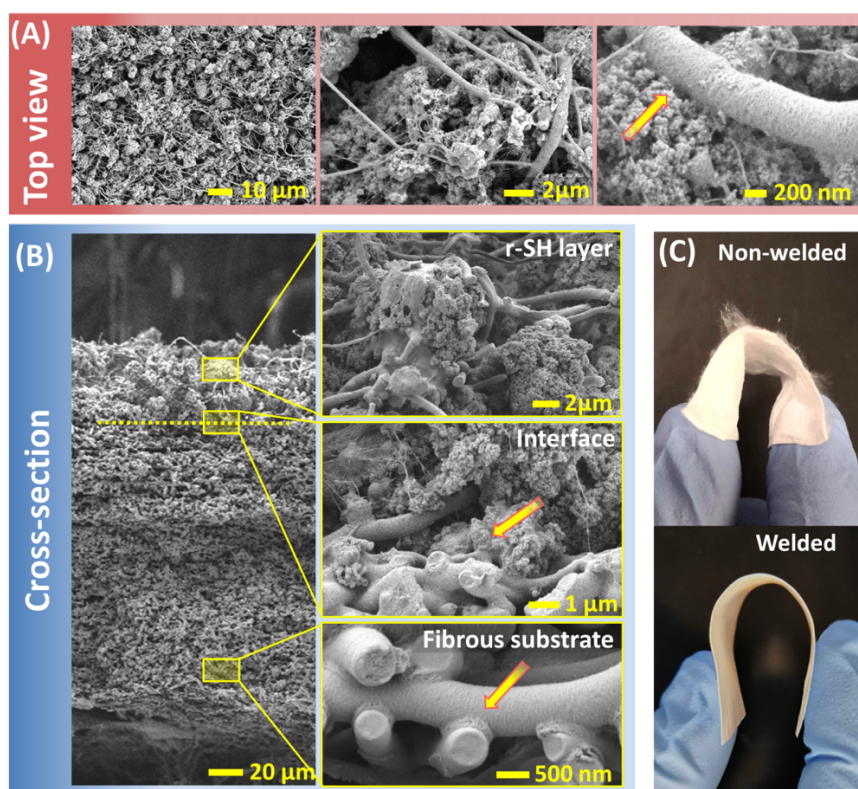 (A)
Top view
10 μm
2μm
200 nm
(B)
Cross-section
r-SH layer
2μm
Interface
1 μm
Fibrous substrate
20 μm
500 nm
(C)
Non-welded
Welded